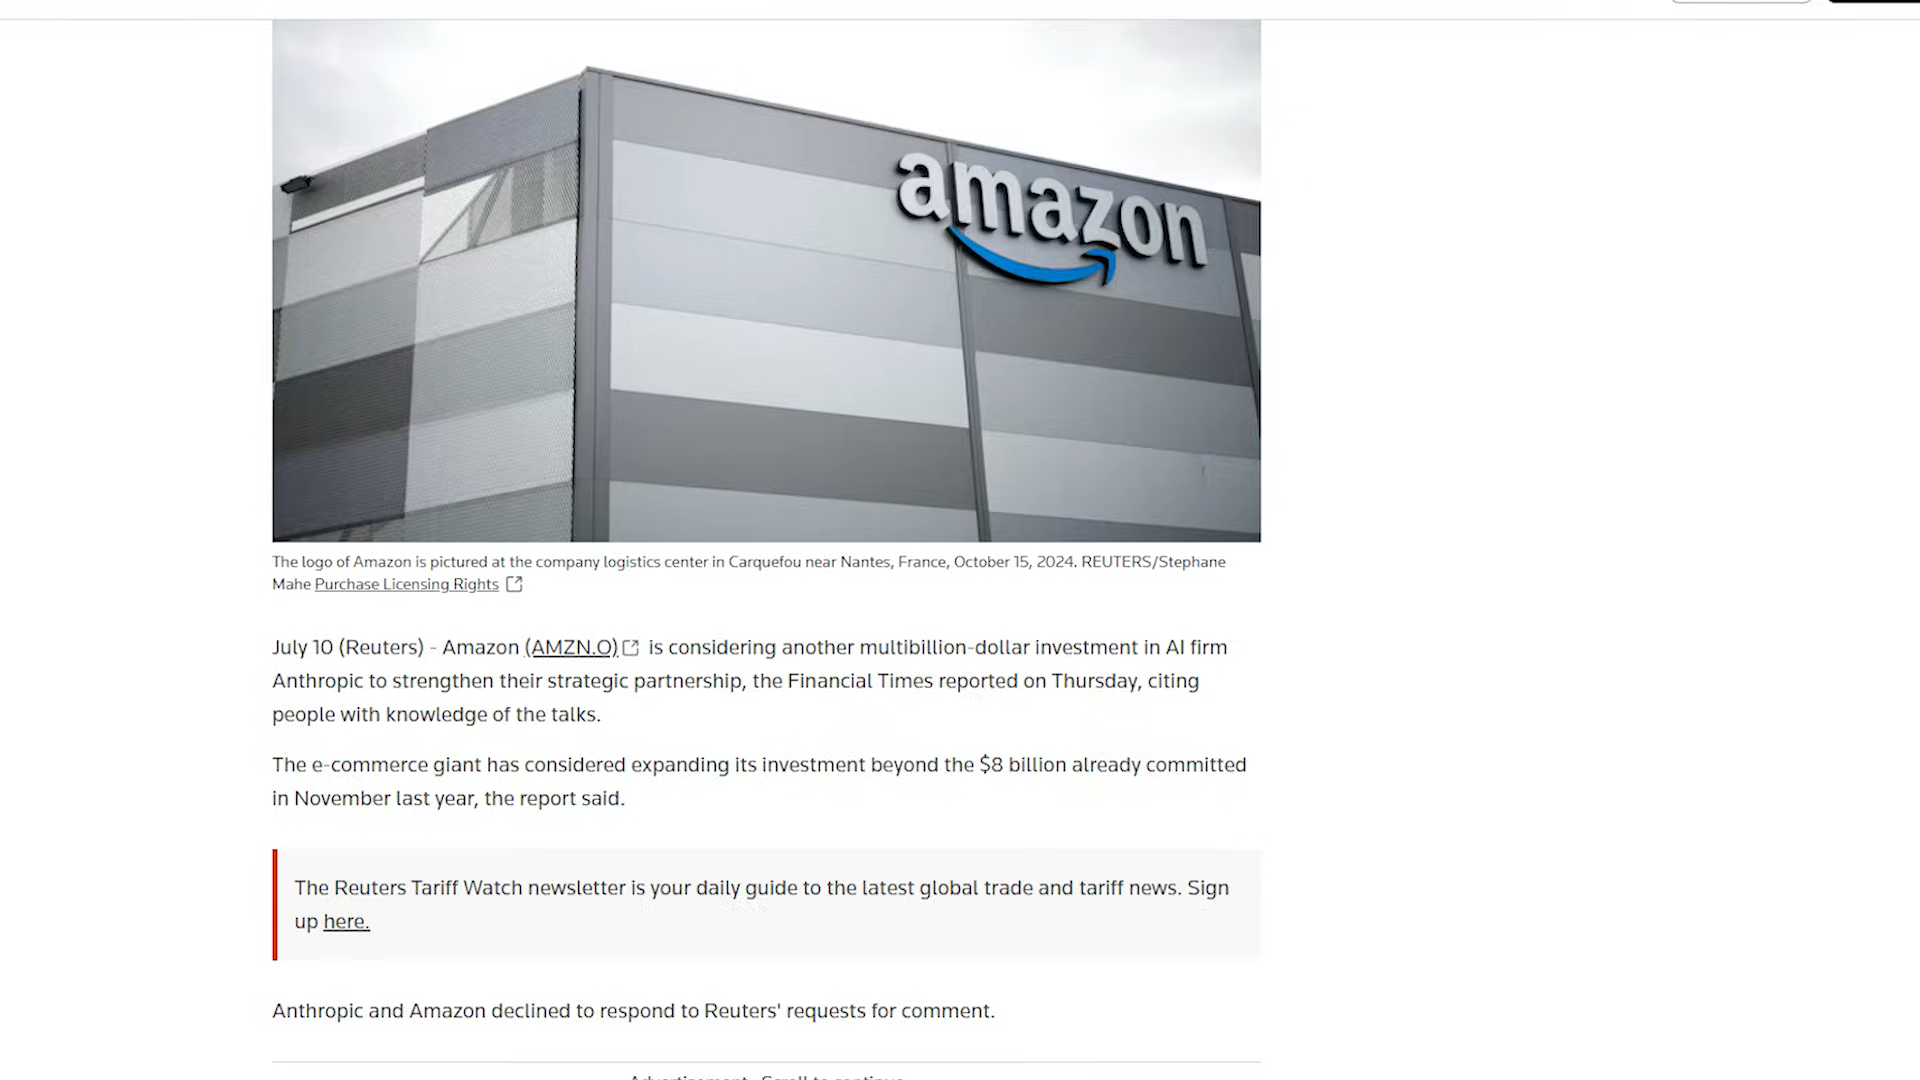 amazon
The logo of Amazon is pictured at the company logistics center in Carquefou near Nantes, France, October 15, 2024. REUTERS/Stephane
Mahe Purchase Licensing Rights
July 10 (Reuters) - Amazon (AMZN.O) is considering another multibillion-dollar investment in AI firm
Anthropic to strengthen their strategic partnership, the Financial Times reported on Thursday, citing
people with knowledge of the talks.
The e-commerce giant has considered expanding its investment beyond the $8 billion already committed
in November last year, the report said.
The Reuters Tariff Watch newsletter is your daily guide to the latest global trade and tariff news. Sign
up here.
Anthropic and Amazon declined to respond to Reuters' requests for comment.
Advertisement · Scroll to continue